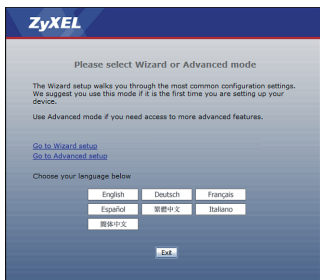 ZyXEL
Please select Wizard or Advanced mode
The Wizard setup walks you through the most common configuration settings.
We suggest you use this mode if it is the first time you are setting up your
device.
Use Advanced mode if you need access to more advanced features.
Go to Wizard setup
Go to Advanced setup
Choose your language below
English Deutsch Français
Español 繁體中文 Italiano
簡体中文
Exit